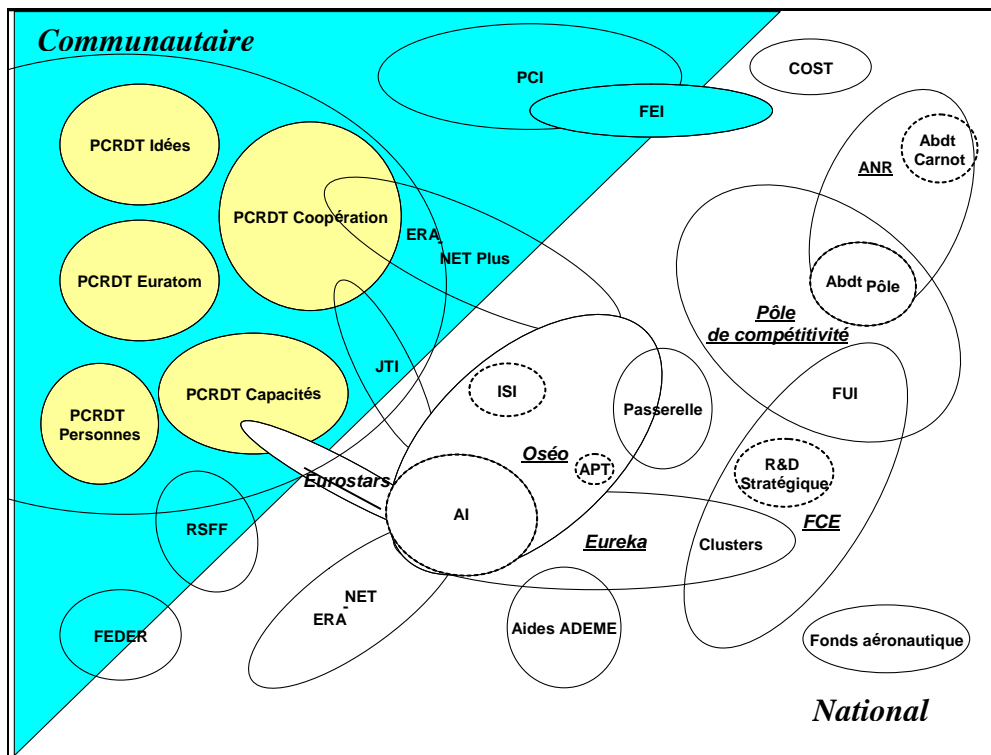 Communautaire
PCI
COST
FEI
PCRDT Idées
Abdt
Carnot
ANR
PCRDT Coopération
ERA-
NET Plus
PCRDT Euratom
Abdt Pôle
Pôle
de compétitivité
JTI
ISI
PCRDT Capacités
FUI
PCRDT
Personnes
Passerelle
Oséo
APT
R&D
Stratégique
Eurostars
AI
FCE
RSFF
Eureka
Clusters
ERA-NET
FEDER
Aides ADEME
Fonds aéronautique
National